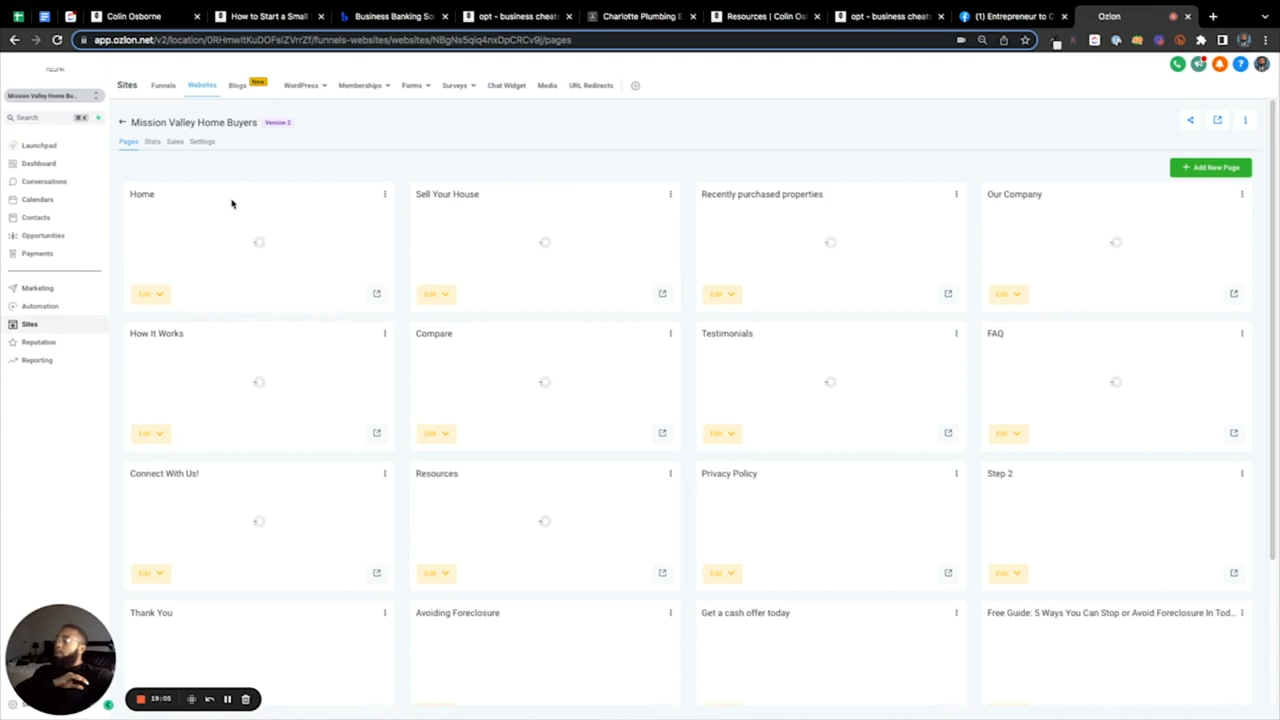 Colin Osborne
How to Start a Small
Business Banking So
opt - business cheats
Charlotte Plumbing E
Resources | Colin Os
opt - business cheats
(1) Entrepreneur to C
Ozlon
app.ozlon.net/v2/location/0RHmwItKuDOFsIZVrrZf/funnels-websites/websites/NBgNs5qiq4nxDpCRCv9j/pages
Sites
Funnels
Websites
Blogs
New
WordPress
Memberships
Forms
Surveys
Chat Widget
Media
URL Redirects
Mission Valley Home Bu...
Search
⌘ K
Launchpad
Dashboard
Conversations
Calendars
Contacts
Opportunities
Payments
Marketing
Automation
Sites
Reputation
Reporting
Mission Valley Home Buyers
Version 2
Pages
Stats
Sales
Settings
+ Add New Page
Home
Sell Your House
Recently purchased properties
Our Company
Edit
Edit
Edit
Edit
How It Works
Compare
Testimonials
FAQ
Edit
Edit
Edit
Edit
Connect With Us!
Resources
Privacy Policy
Step 2
Edit
Edit
Edit
Edit
Thank You
Avoiding Foreclosure
Get a cash offer today
Free Guide: 5 Ways You Can Stop or Avoid Foreclosure In Tod...
19:05